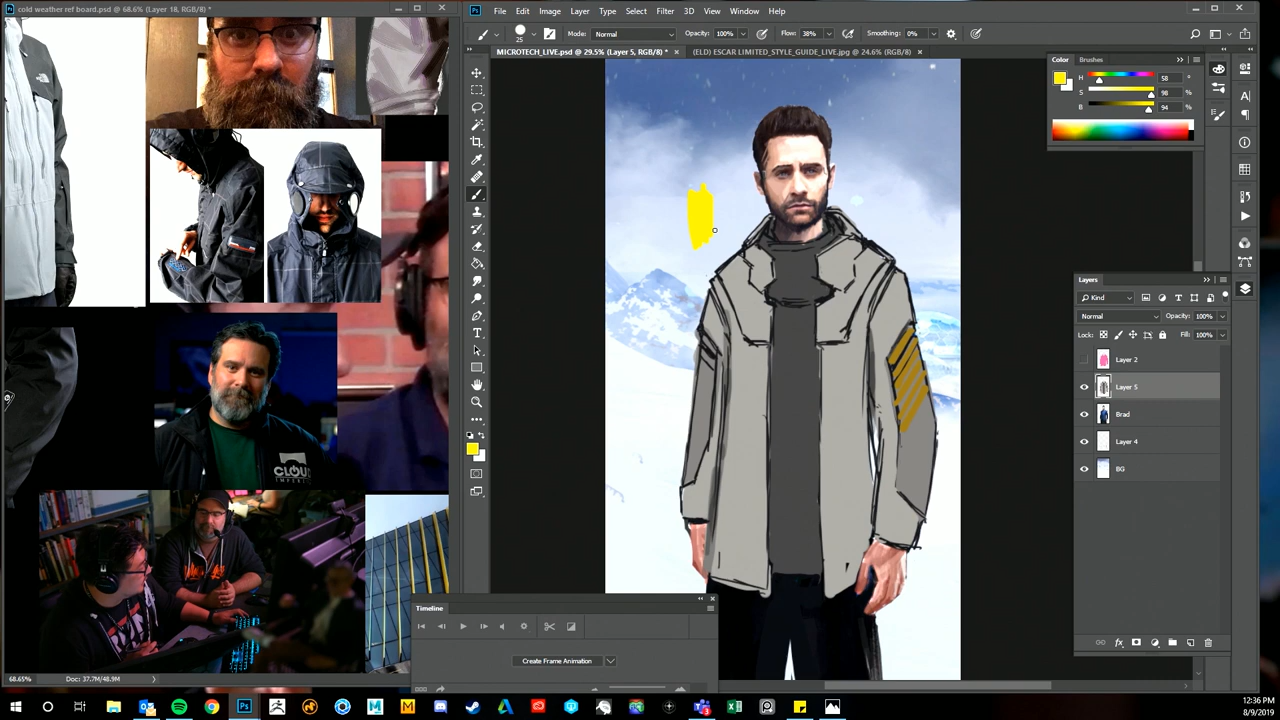 cold weather ref board.psd @ 68.6% (Layer 18, RGB/8) *
File Edit Image Layer Type Select Filter 3D View Window Help
25 Mode: Normal Opacity: 100% Flow: 38% Smoothing: 0%
MICROTECH_LIVE.psd @ 29.5% (Layer 5, RGB/8) * × (ELD) ESCAR LIMITED_STYLE_GUIDE_LIVE.jpg @ 24.6% (RGB/8) ×
Color Brushes
H 58 °
S 98 %
B 94 %
Layers
Kind
Normal Opacity: 100%
Lock: Fill: 100%
Layer 2
Layer 5
Brad
Layer 4
BG
CLOUD
IMPERIU
Timeline
Create Frame Animation
68.65% Doc: 37.7M/48.9M
12:36 PM
8/9/2019